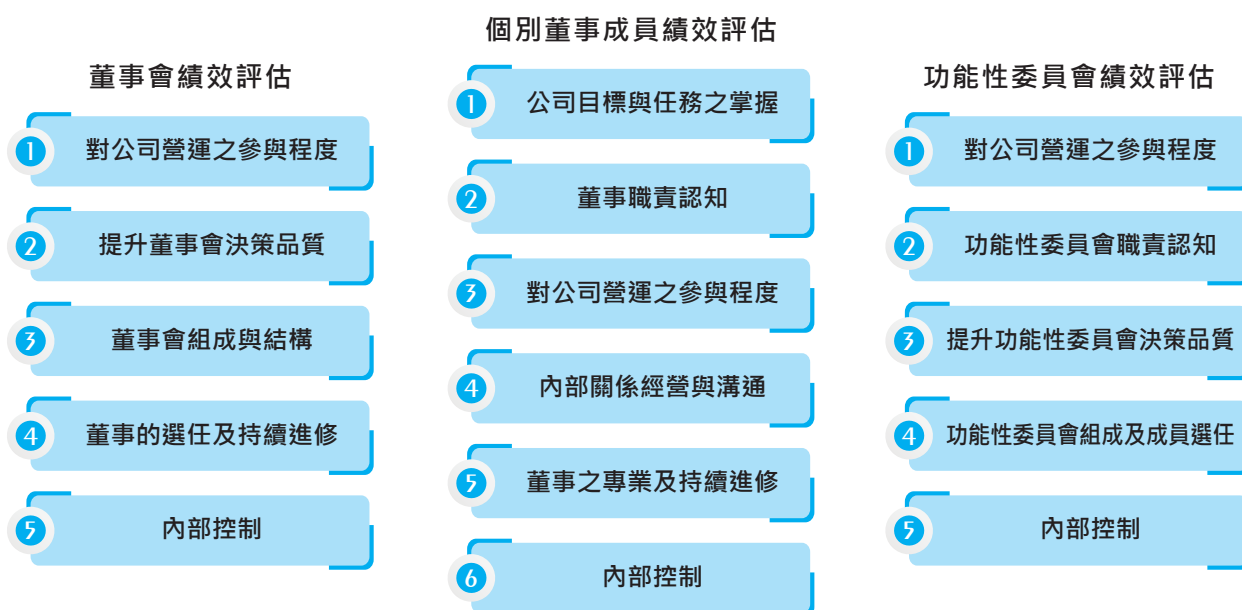 董事會績效評估
1 對公司營運之參與程度
2 提升董事會決策品質
3 董事會組成與結構
4 董事的選任及持續進修
5 內部控制
個別董事成員績效評估
1 公司目標與任務之掌握
2 董事職責認知
3 對公司營運之參與程度
4 內部關係經營與溝通
5 董事之專業及持續進修
6 內部控制
功能性委員會績效評估
1 對公司營運之參與程度
2 功能性委員會職責認知
3 提升功能性委員會決策品質
4 功能性委員會組成及成員選任
5 內部控制